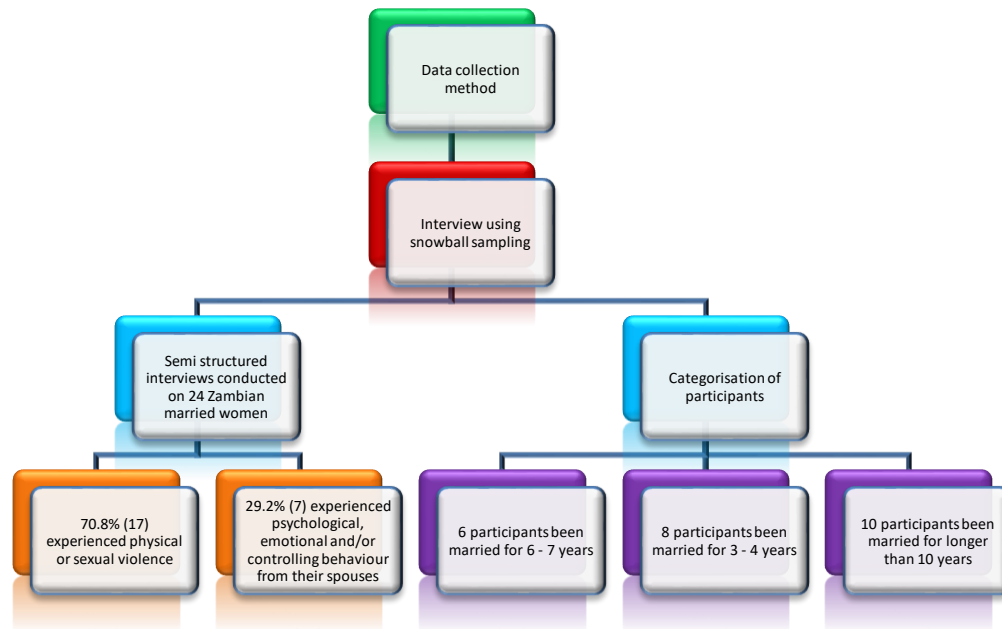 Data collection
method
Interview using
snowball sampling
Semi structured
interviews conducted
on 24 Zambian
married women
Categorisation of
participants
70.8% (17)
experienced physical
or sexual violence
29.2% (7) experienced
psychological,
emotional and/or
controlling behaviour
from their spouses
6 participants been
married for 6 - 7 years
8 participants been
married for 3 - 4 years
10 participants been
married for longer
than 10 years